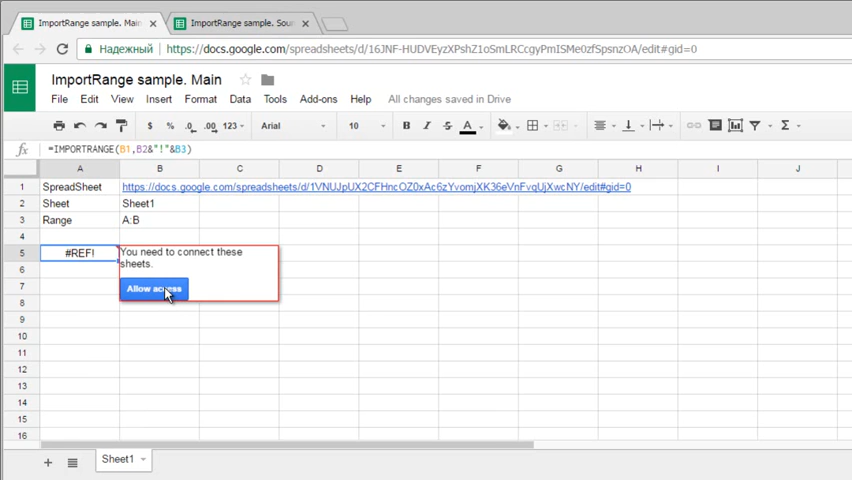 ImportRange sample. Main
ImportRange sample. Sou
Надежный
https://docs.google.com/spreadsheets/d/16JNF-HUDVEyzXPshZ1oSmLRCcgyPmISMe0zfSpsnzOA/edit#gid=0
ImportRange sample. Main
File Edit View Insert Format Data Tools Add-ons Help All changes saved in Drive
$ % .0 .00 123 Arial 10 B I S A Σ
fx =IMPORTRANGE(B1,B2&"!"&B3)
A B C D E F G H I J
1 SpreadSheet https://docs.google.com/spreadsheets/d/1VNUJpUX2CFHncOZ0xAc6zYvomjXK36eVnFvqUjXwcNY/edit#gid=0
2 Sheet Sheet1
3 Range A:B
4
5 #REF! You need to connect these
sheets.
6
7 Allow access
8
9
10
11
12
13
14
15
16
Sheet1